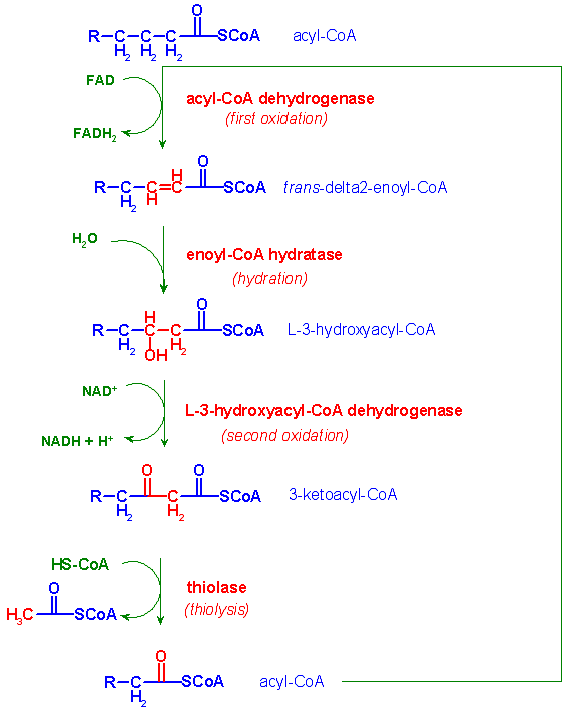 O
R-C-C-C-SCoA acyl-CoA
H₂ H₂ H₂
FAD
acyl-CoA dehydrogenase
(first oxidation)
FADH₂
O
H
R-C-C=C-SCoA trans-delta2-enoyl-CoA
H₂ H
H₂O
enoyl-CoA hydratase
(hydration)
H O
R-C-C-C-SCoA L-3-hydroxyacyl-CoA
H₂ H₂
OH
NAD⁺
L-3-hydroxyacyl-CoA dehydrogenase
NADH + H⁺
(second oxidation)
O O
R-C-C-SCoA 3-ketoacyl-CoA
H₂ H₂
HS-CoA
thiolase
O
(thiolysis)
H₃C SCoA
O
R-C-SCoA acyl-CoA
H₂